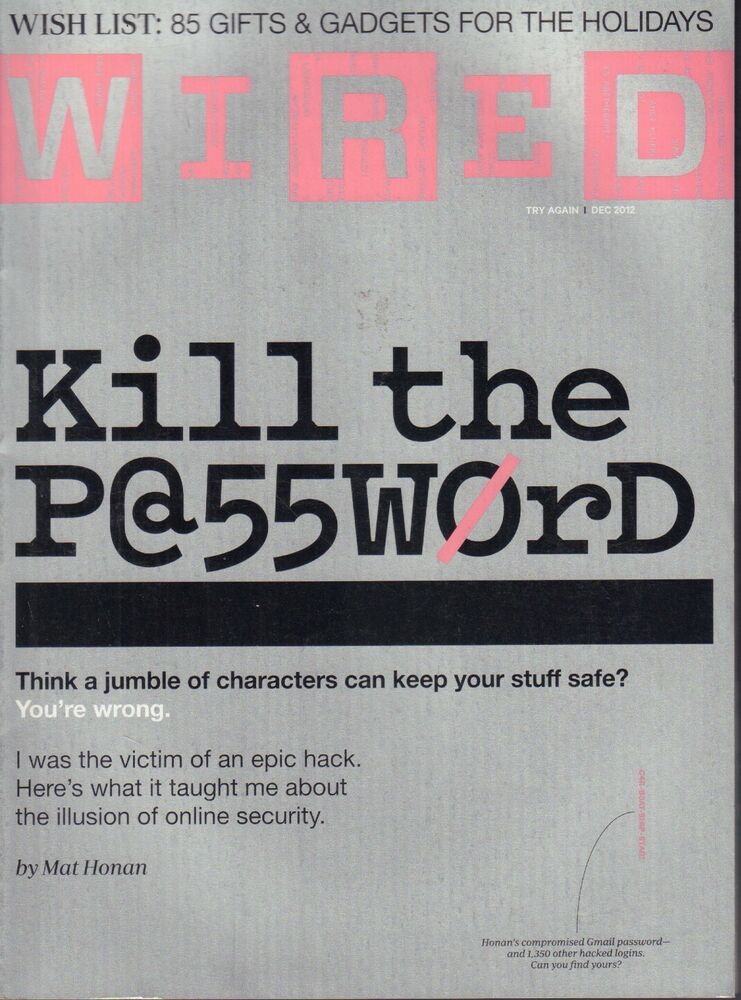 WISH LIST: 85 GIFTS & GADGETS FOR THE HOLIDAYS
WIRED
TRY AGAIN | DEC 2012
Kill the
P@55W0rD
Think a jumble of characters can keep your stuff safe?
You're wrong.
I was the victim of an epic hack.
Here's what it taught me about
the illusion of online security.
by Mat Honan
Honan's compromised Gmail password—
and 1,350 other hacked logins.
Can you find yours?